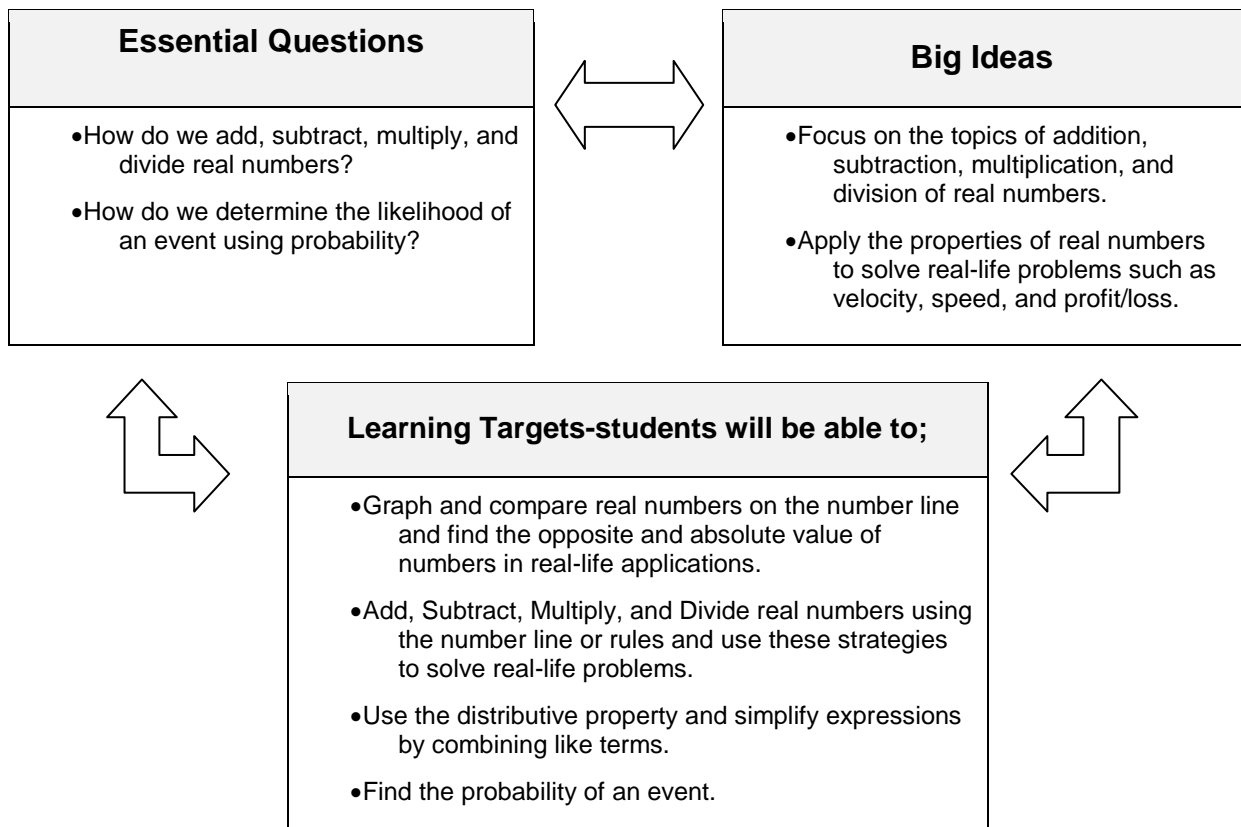 Essential Questions
•How do we add, subtract, multiply, and
divide real numbers?
•How do we determine the likelihood of
an event using probability?
Big Ideas
•Focus on the topics of addition,
subtraction, multiplication, and
division of real numbers.
•Apply the properties of real numbers
to solve real-life problems such as
velocity, speed, and profit/loss.
Learning Targets-students will be able to;
•Graph and compare real numbers on the number line
and find the opposite and absolute value of
numbers in real-life applications.
•Add, Subtract, Multiply, and Divide real numbers using
the number line or rules and use these strategies
to solve real-life problems.
•Use the distributive property and simplify expressions
by combining like terms.
•Find the probability of an event.